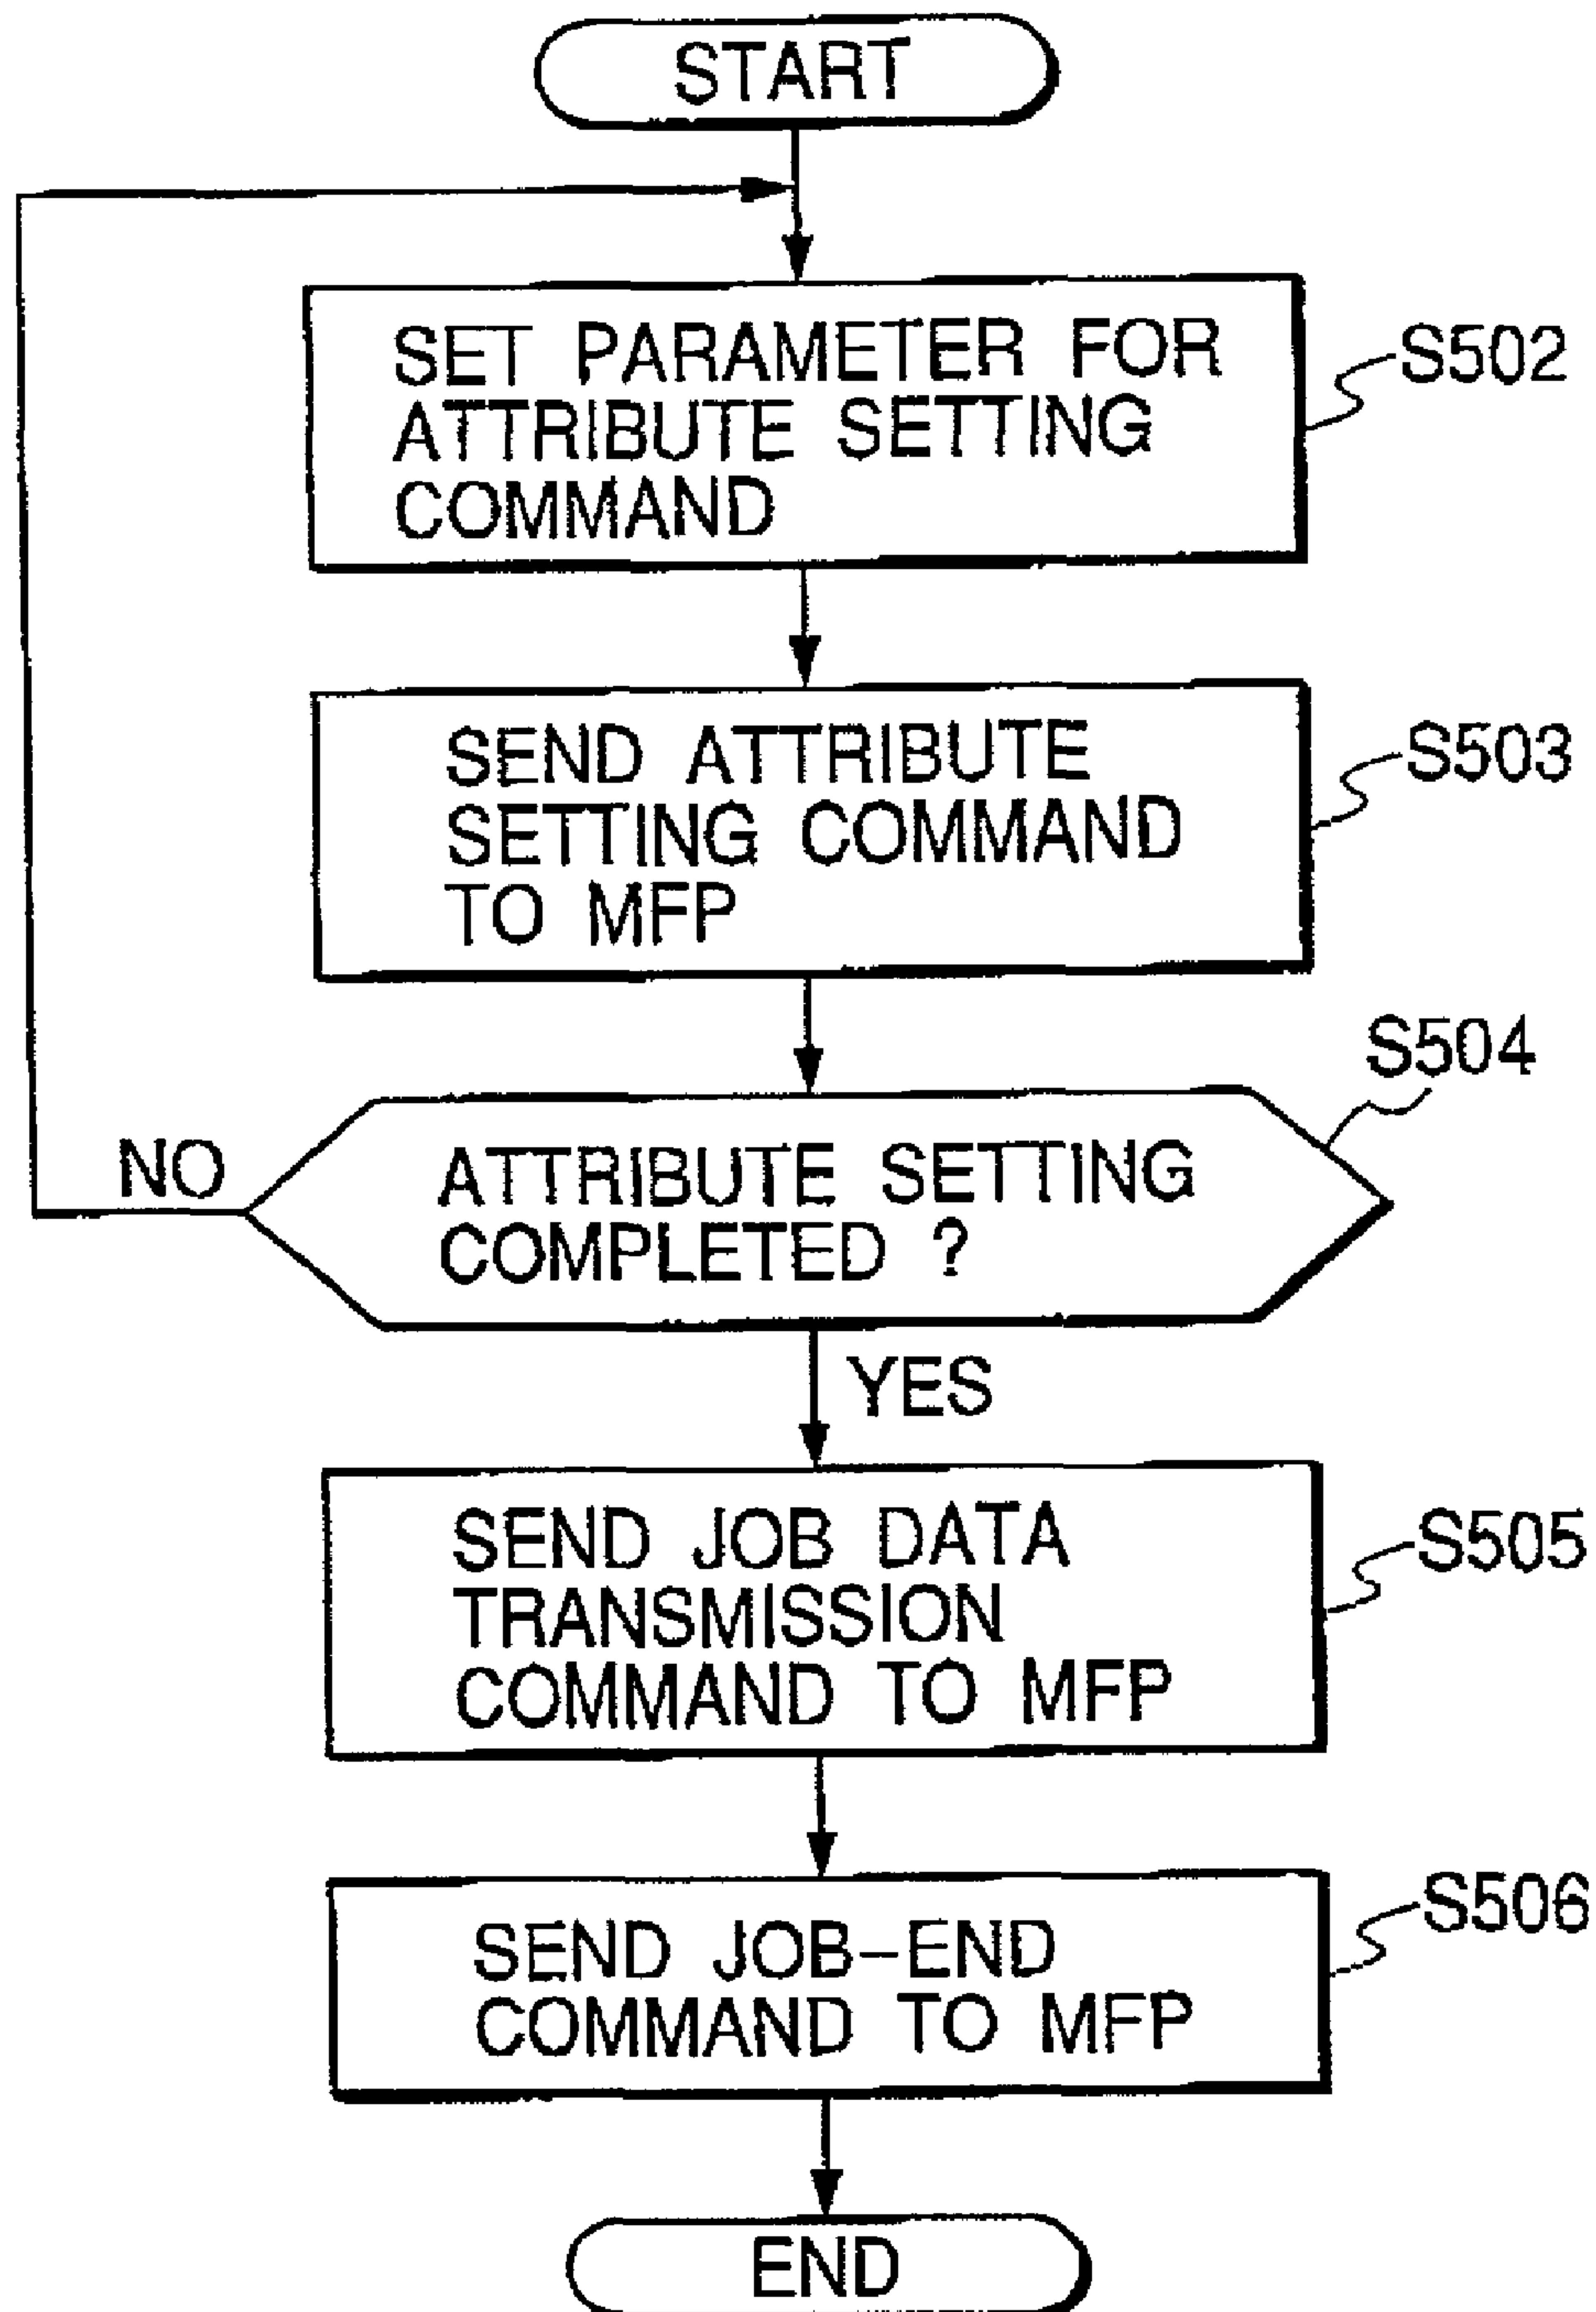 START
SET PARAMETER FOR
ATTRIBUTE SETTING
COMMAND
S502
SEND ATTRIBUTE
SETTING COMMAND
TO MFP
S503
S504
NO
ATTRIBUTE SETTING
COMPLETED ?
YES
SEND JOB DATA
TRANSMISSION
COMMAND TO MFP
S505
SEND JOB-END
COMMAND TO MFP
S506
END